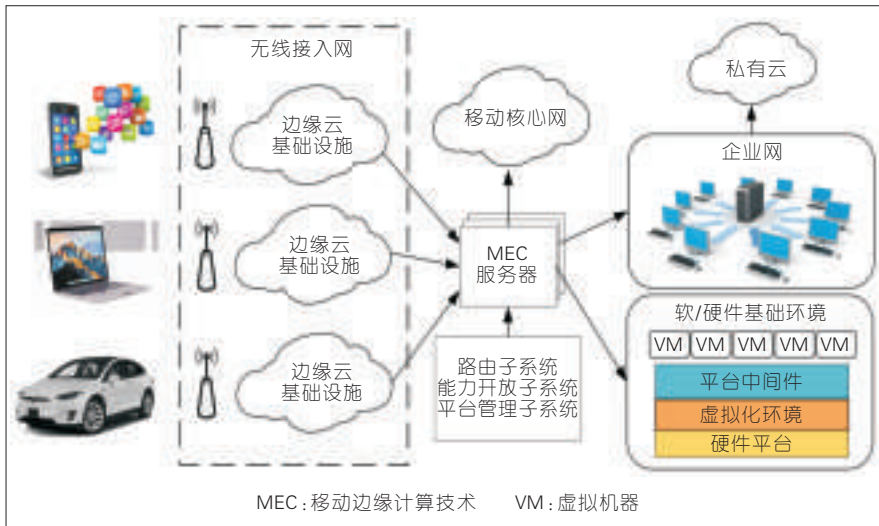 无线接入网
边缘云
基础设施
边缘云
基础设施
边缘云
基础设施
移动核心网
MEC
服务器
路由子系统
能力开放子系统
平台管理子系统
私有云
企业网
软/硬件基础环境
VM VM VM VM VM
平台中间件
虚拟化环境
硬件平台
MEC:移动边缘计算技术 VM:虚拟机器